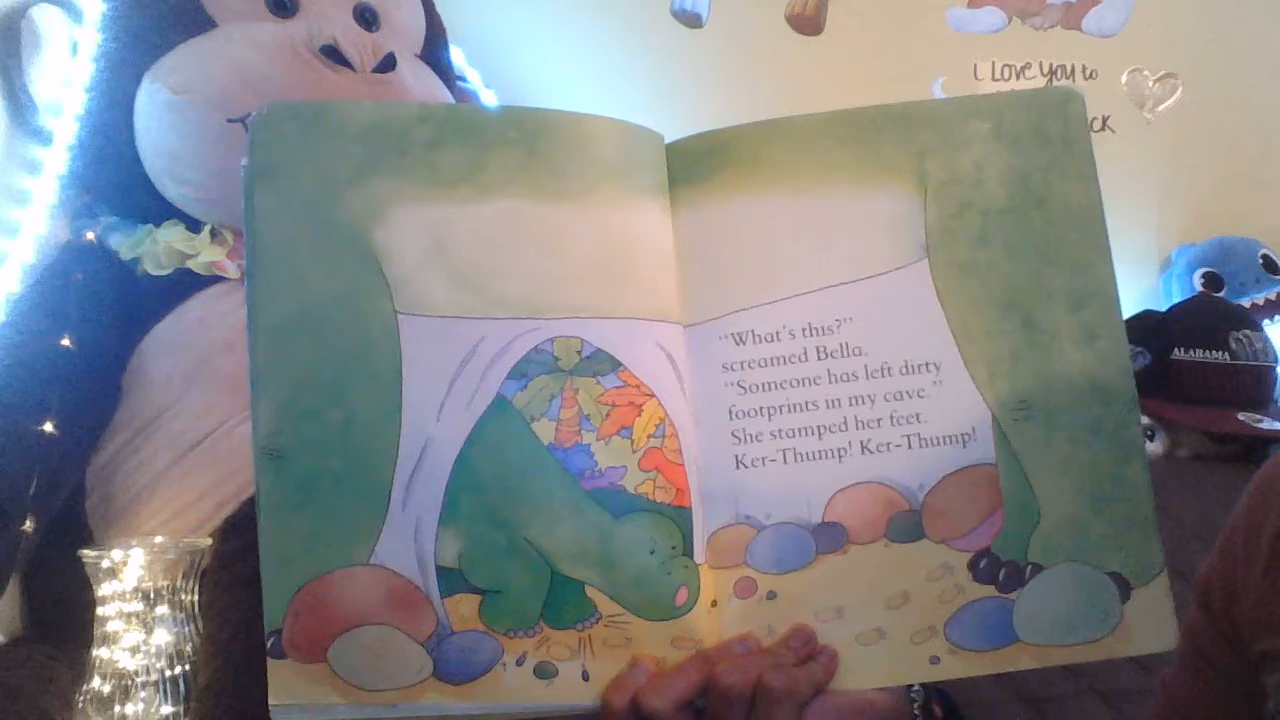 I Love You to
CK
ALABAMA
"What's this?"
screamed Bella.
"Someone has left dirty
footprints in my cave."
She stamped her feet.
Ker-Thump! Ker-Thump!